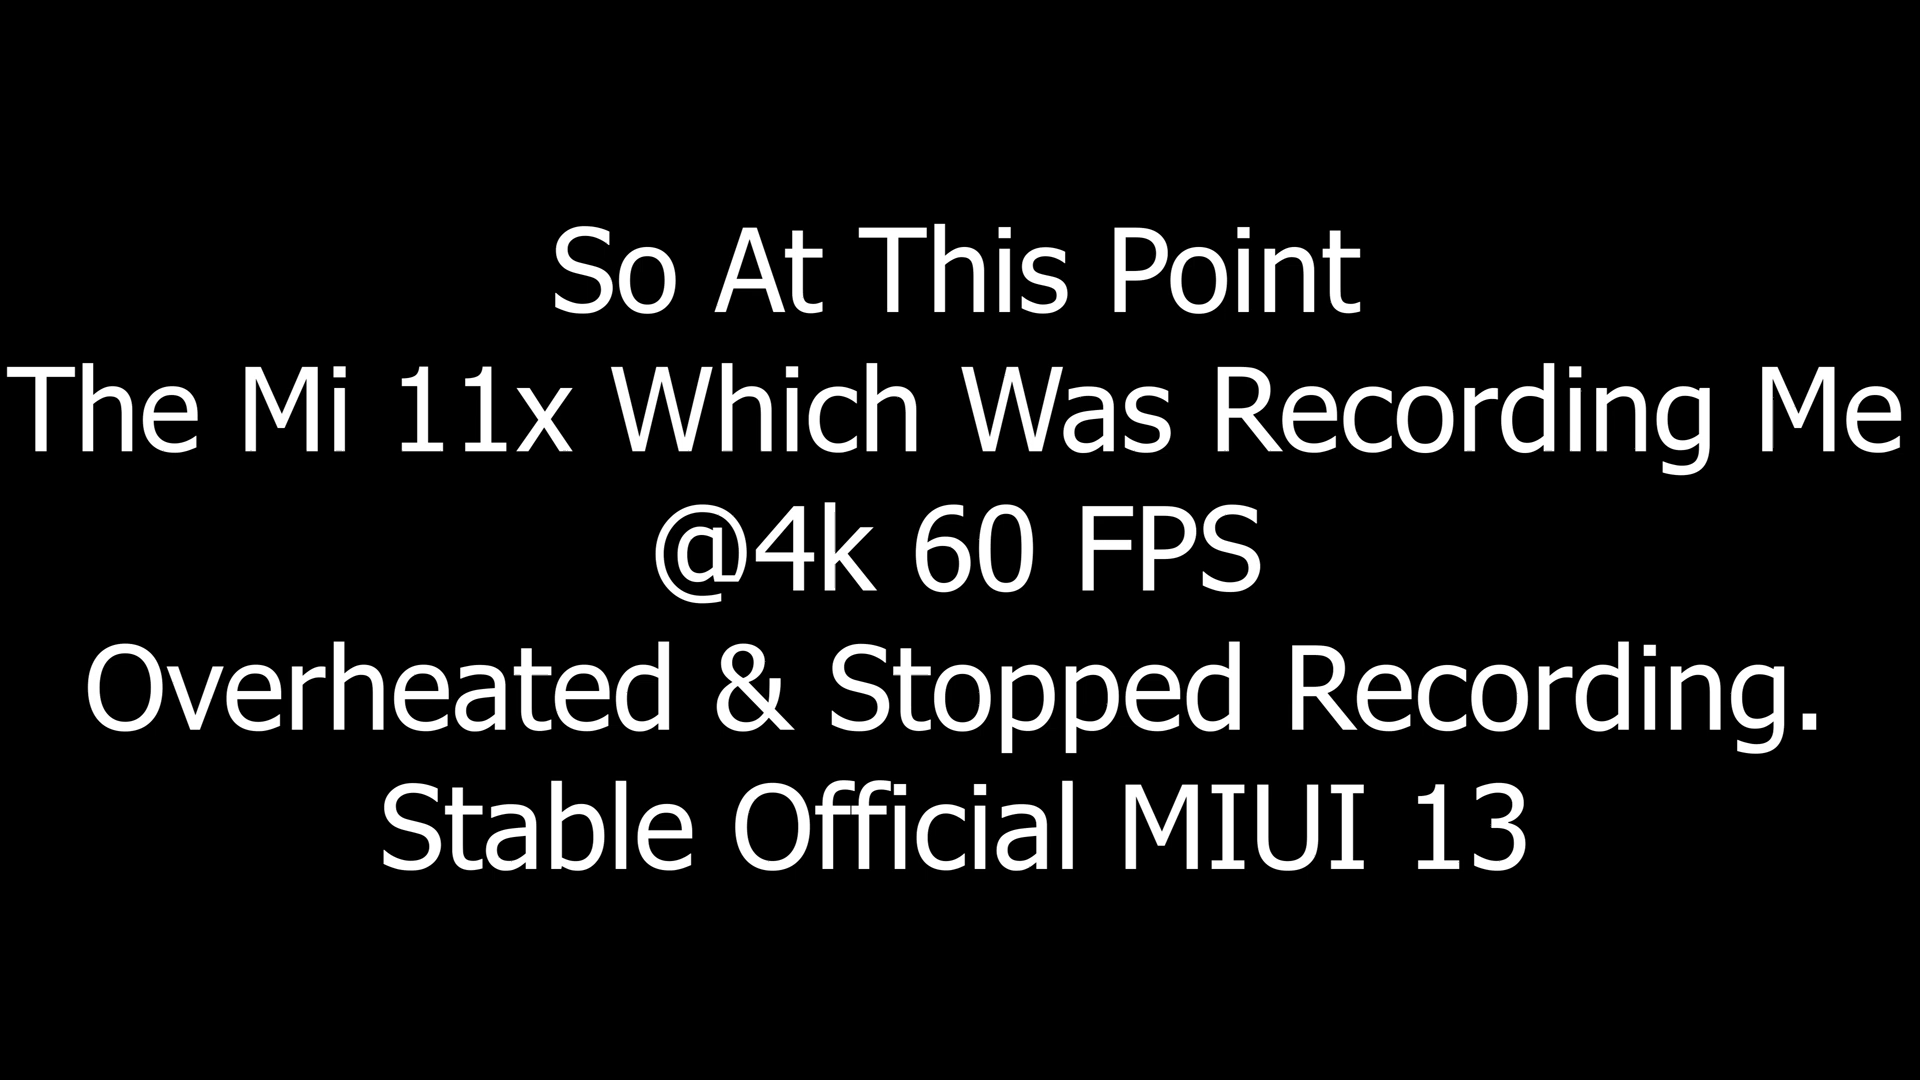 So At This Point
The Mi 11x Which Was Recording Me
@4k 60 FPS
Overheated & Stopped Recording.
Stable Official MIUI 13